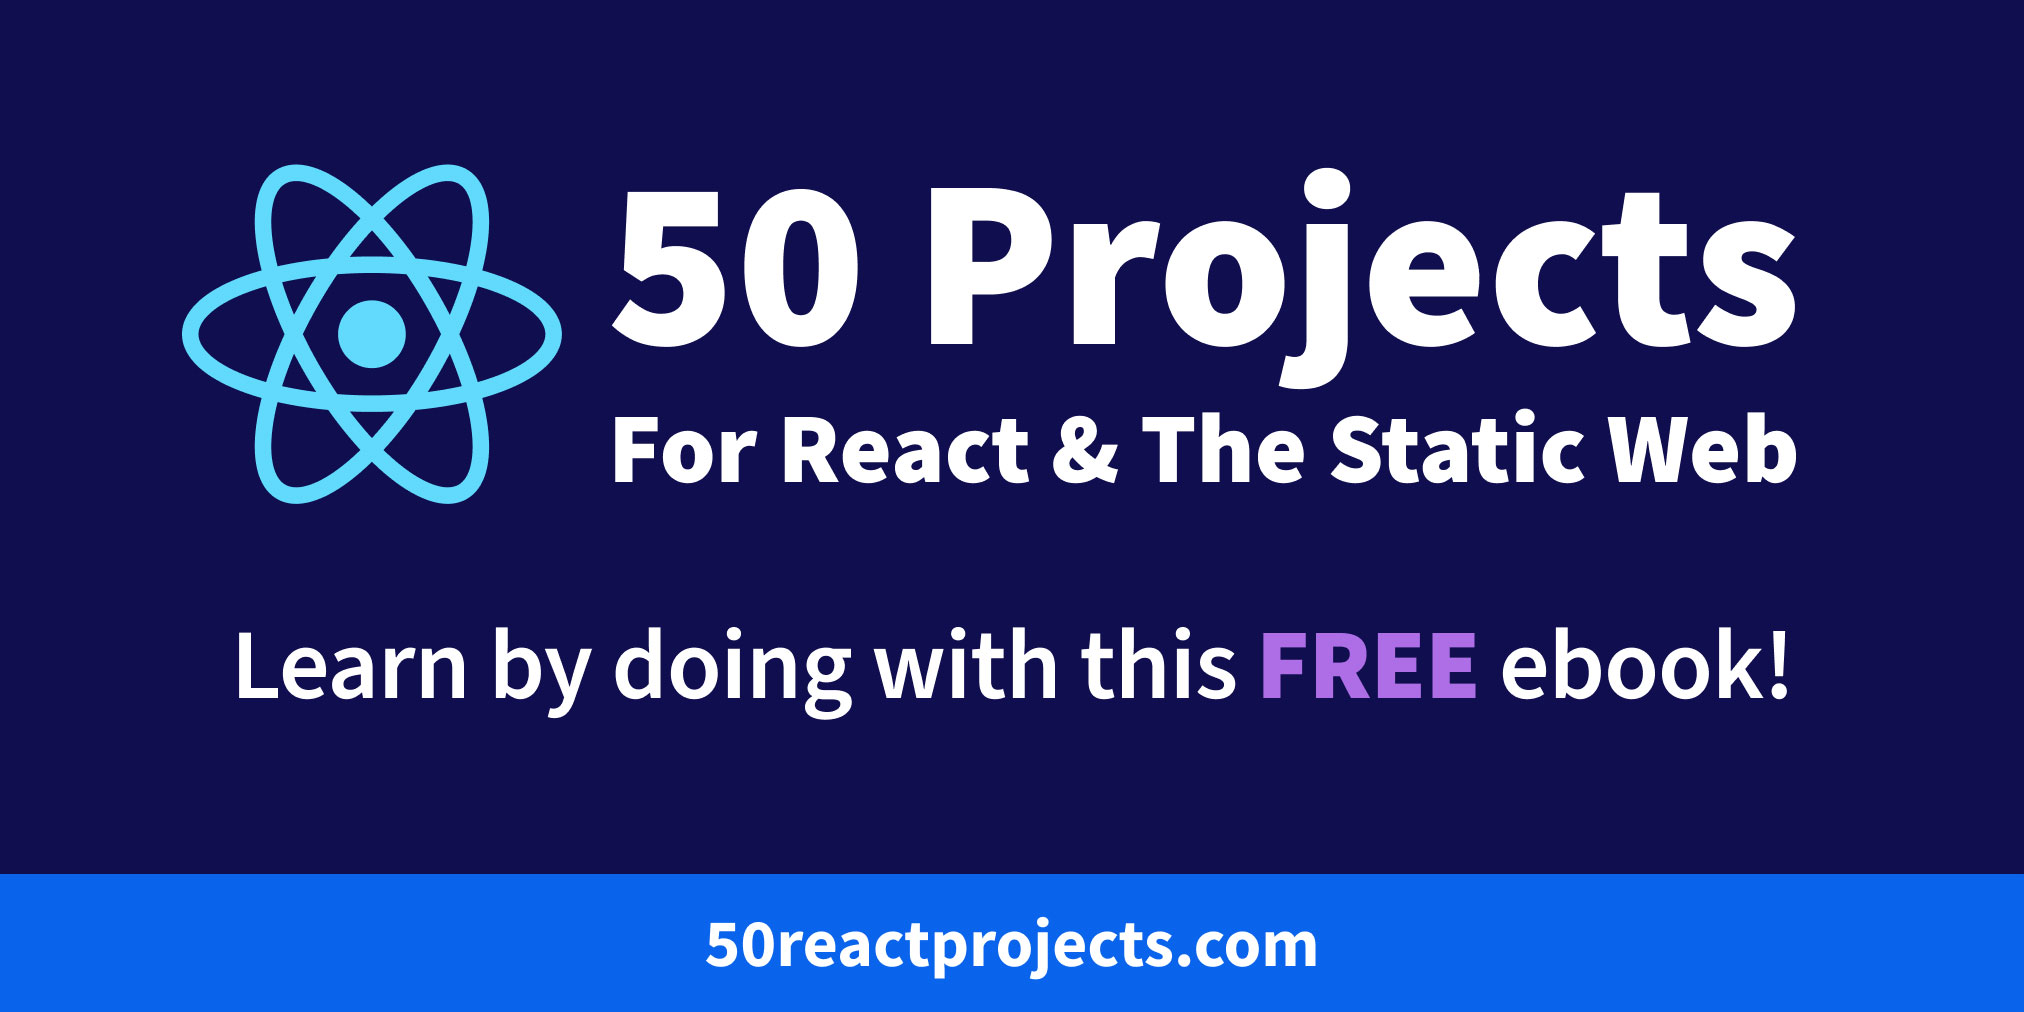 50 Projects
For React & The Static Web
Learn by doing with this FREE ebook!
50reactprojects.com